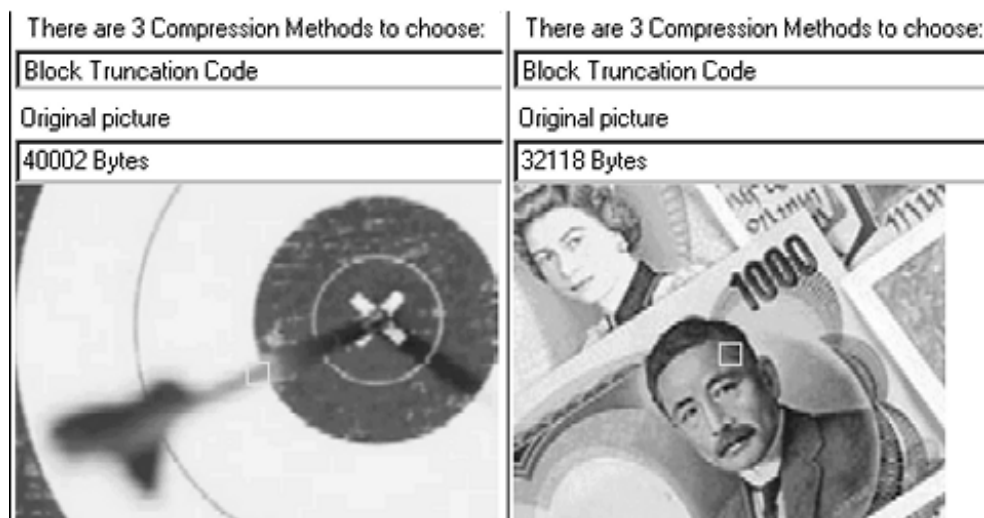 There are 3 Compression Methods to choose:
Block Truncation Code
Original picture
40002 Bytes
There are 3 Compression Methods to choose:
Block Truncation Code
Original picture
32118 Bytes
1000